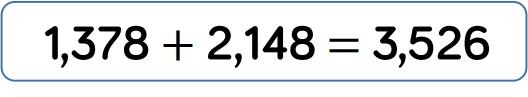 1,378 + 2,148 = 3,526